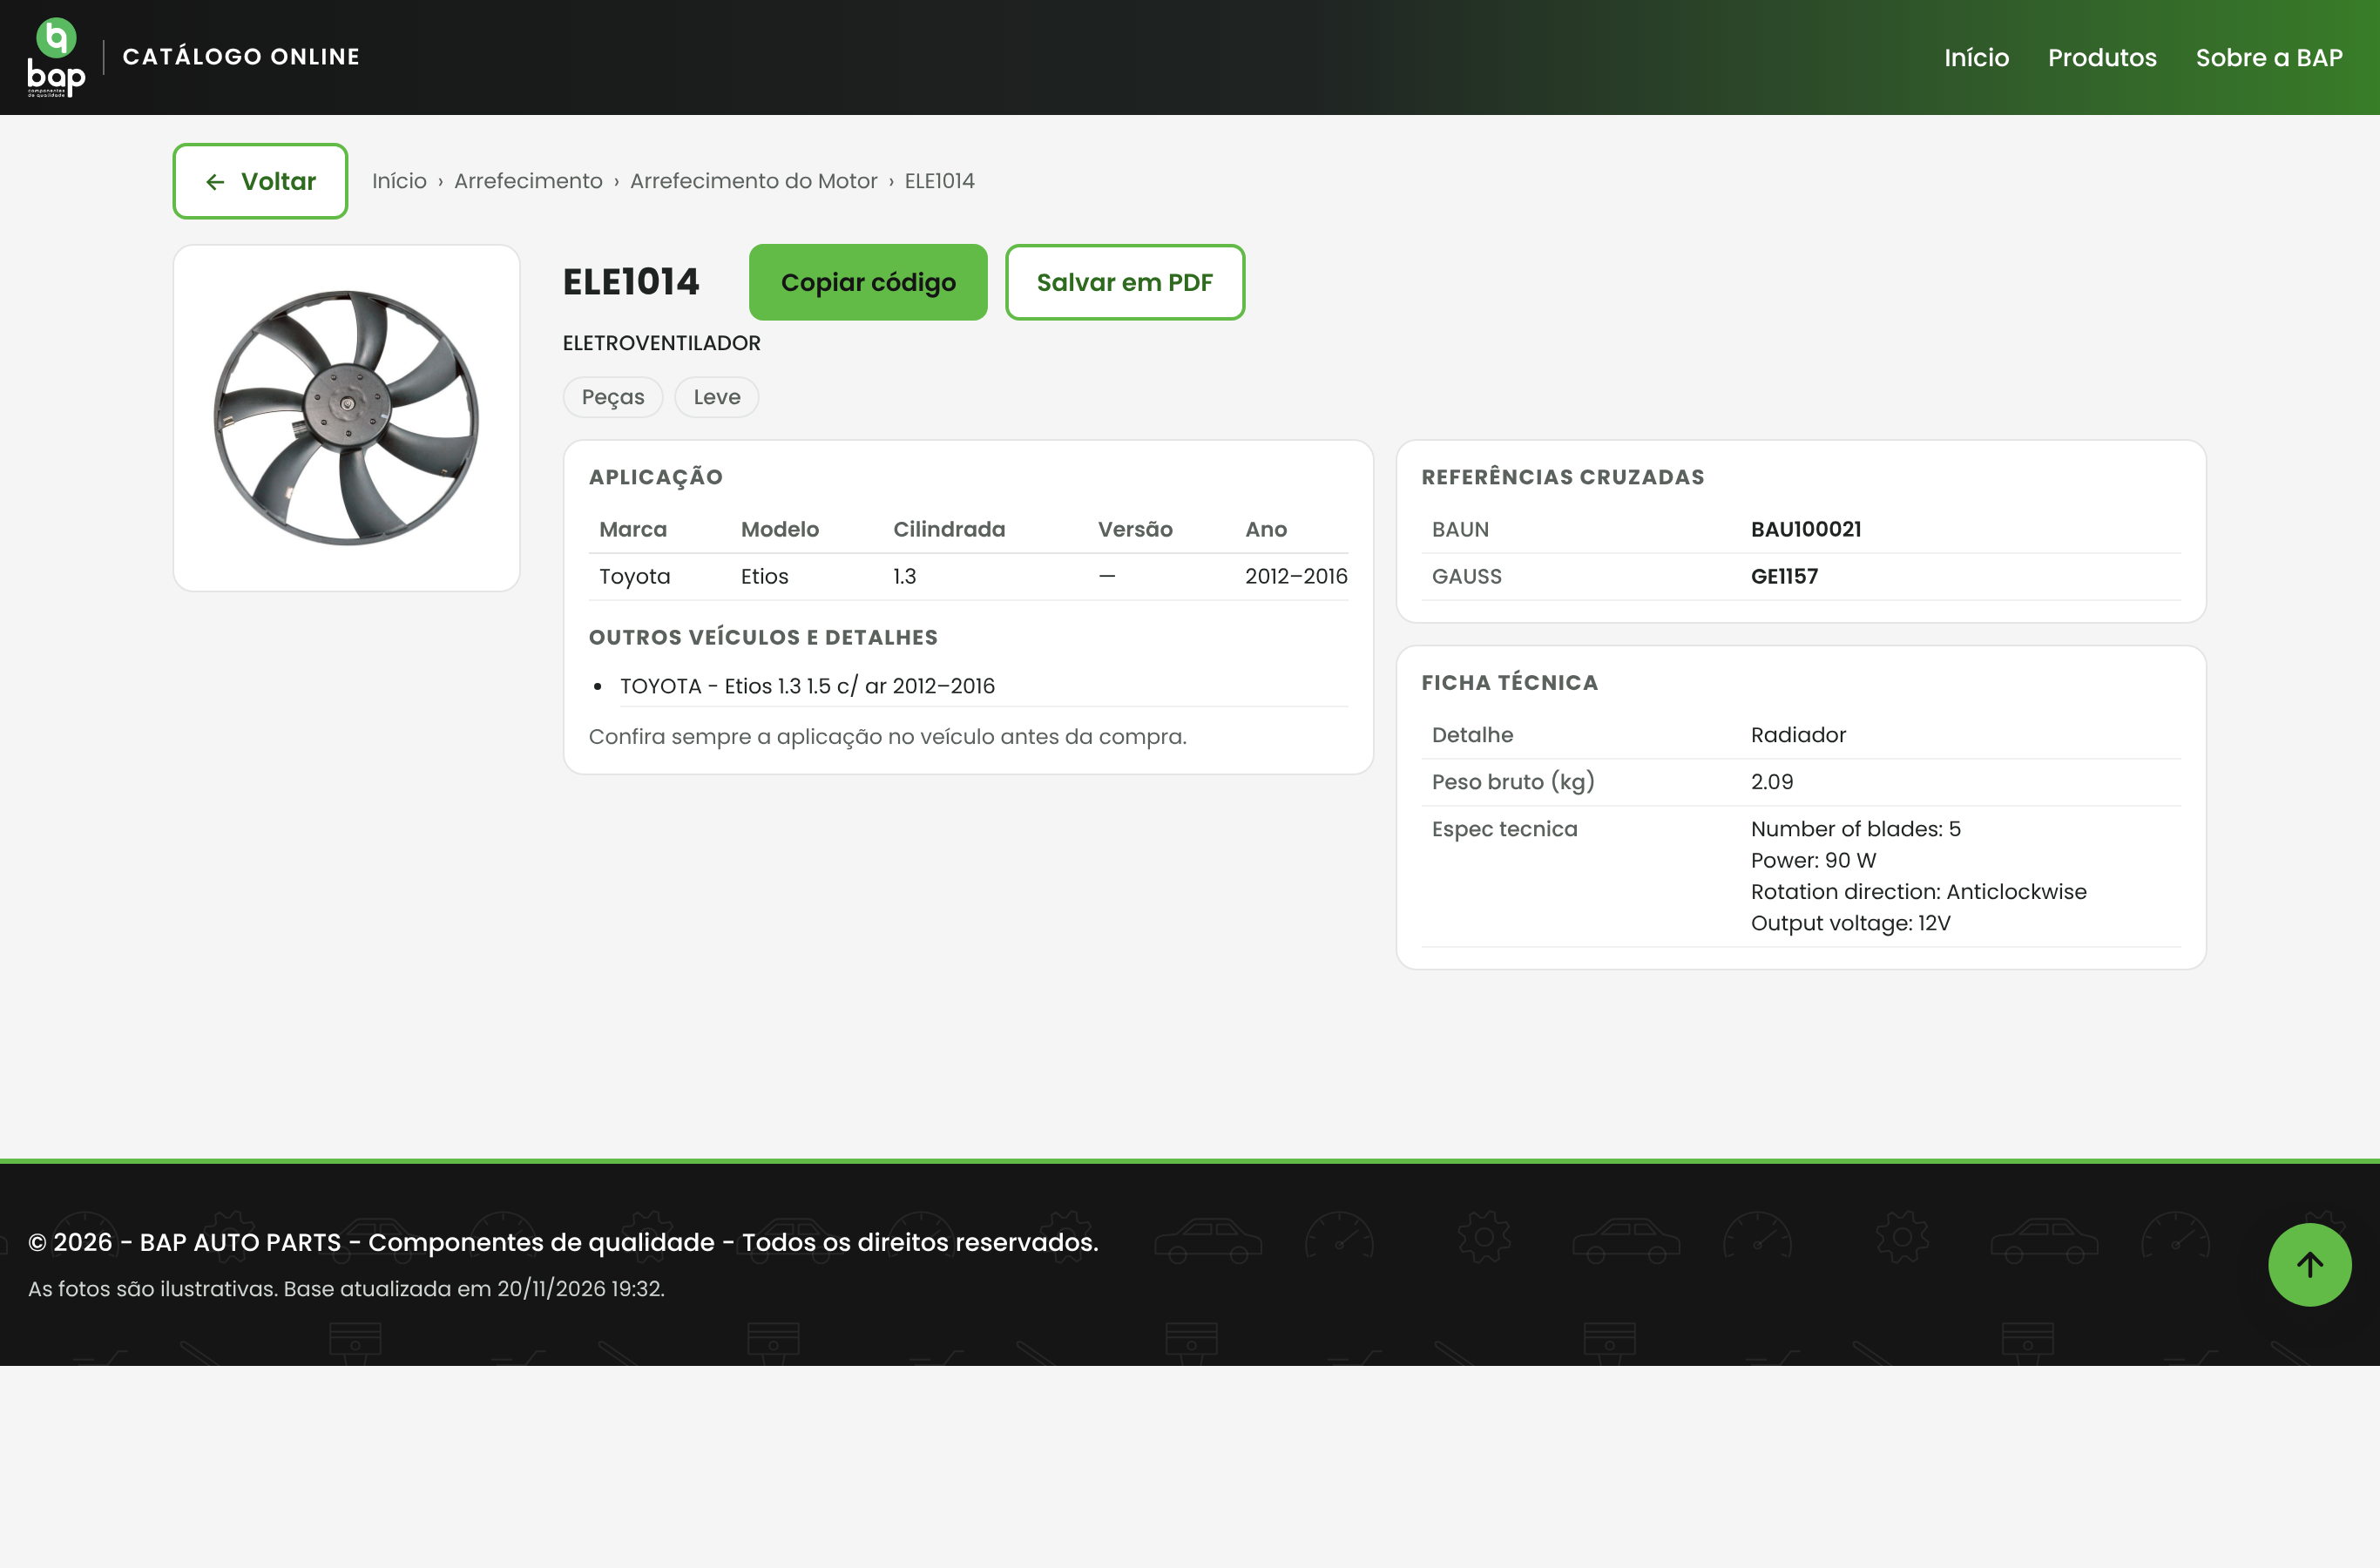 bap
componentes
de qualidade
CATÁLOGO ONLINE
Início
Produtos
Sobre a BAP
← Voltar
Início › Arrefecimento › Arrefecimento do Motor › ELE1014
ELE1014
Copiar código
Salvar em PDF
ELETROVENTILADOR
Peças
Leve
APLICAÇÃO
Marca Modelo Cilindrada Versão Ano
Toyota Etios 1.3 — 2012–2016
OUTROS VEÍCULOS E DETALHES
• TOYOTA - Etios 1.3 1.5 c/ ar 2012–2016
Confira sempre a aplicação no veículo antes da compra.
REFERÊNCIAS CRUZADAS
BAUN BAU100021
GAUSS GE1157
FICHA TÉCNICA
Detalhe Radiador
Peso bruto (kg) 2.09
Espec tecnica Number of blades: 5
Power: 90 W
Rotation direction: Anticlockwise
Output voltage: 12V
© 2026 - BAP AUTO PARTS - Componentes de qualidade - Todos os direitos reservados.
As fotos são ilustrativas. Base atualizada em 20/11/2026 19:32.